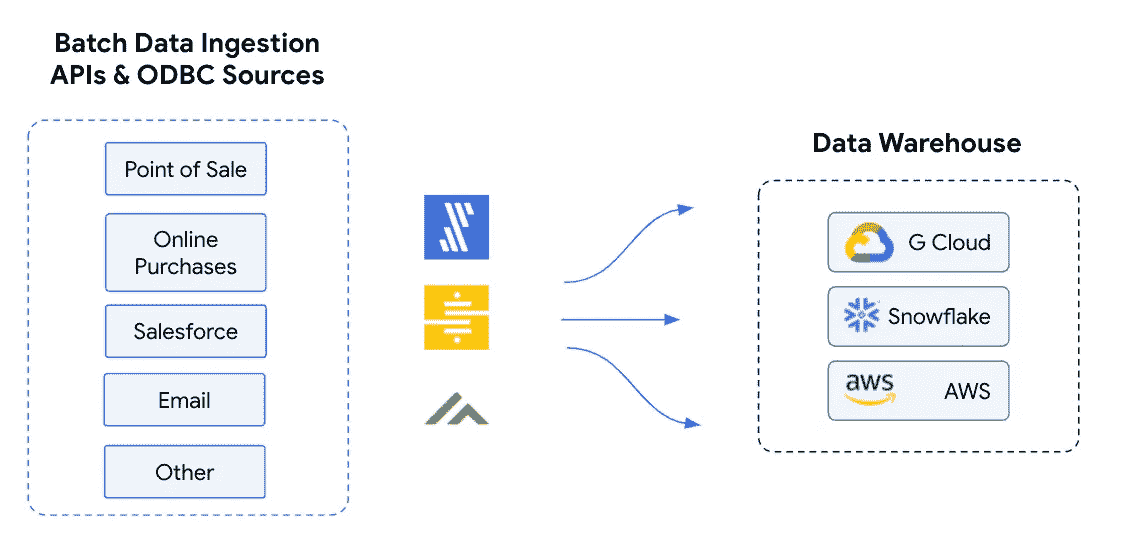 Batch Data Ingestion
APIs & ODBC Sources
Point of Sale
Online
Purchases
Salesforce
Email
Other
Data Warehouse
G Cloud
Snowflake
aws AWS